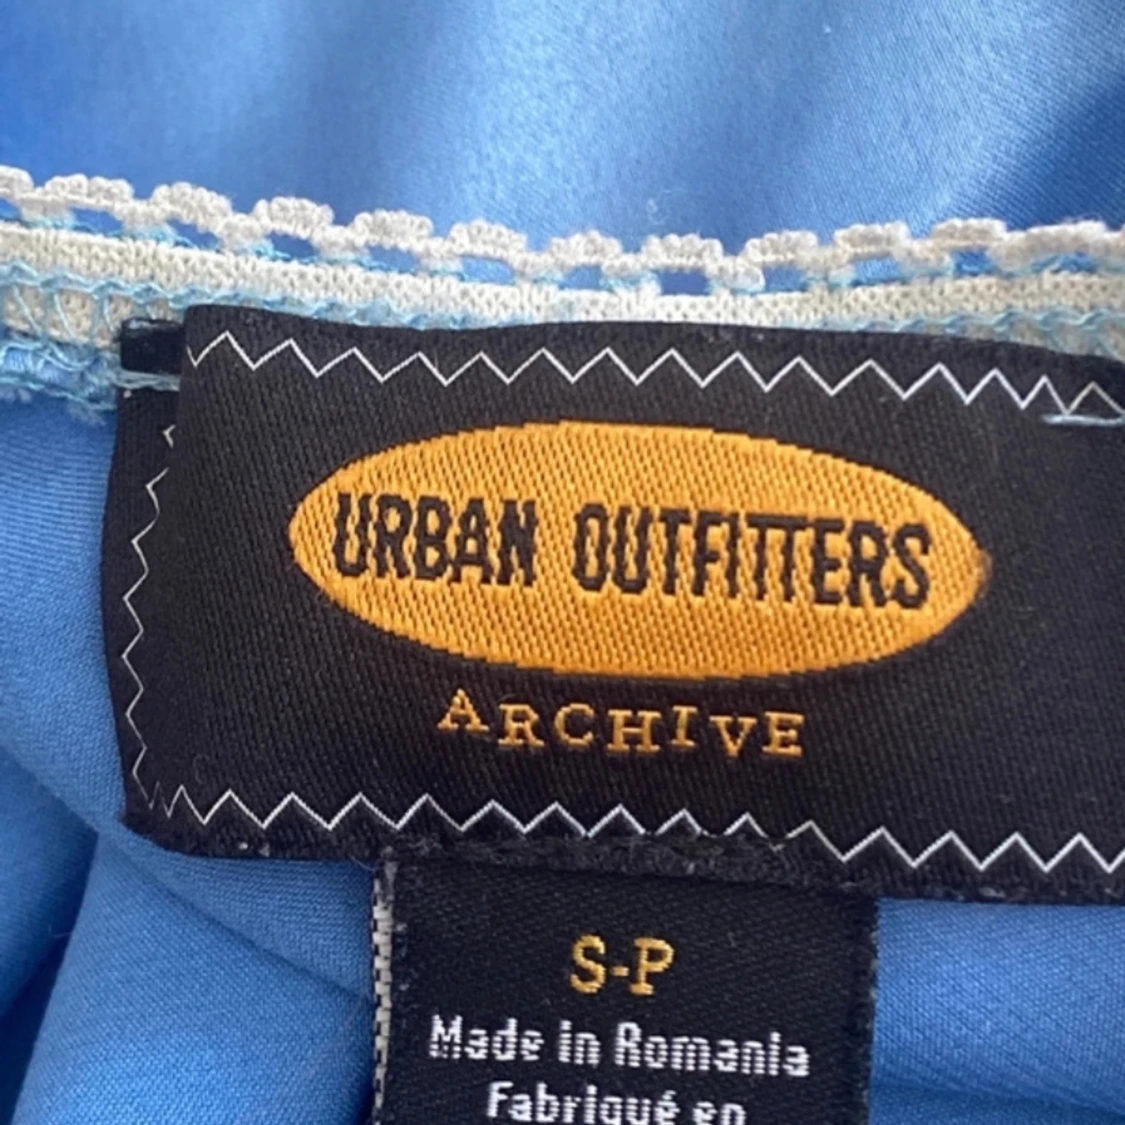 URBAN OUTFITTERS
ARCHIVE
S-P
Made in Romania
Fabriqué en